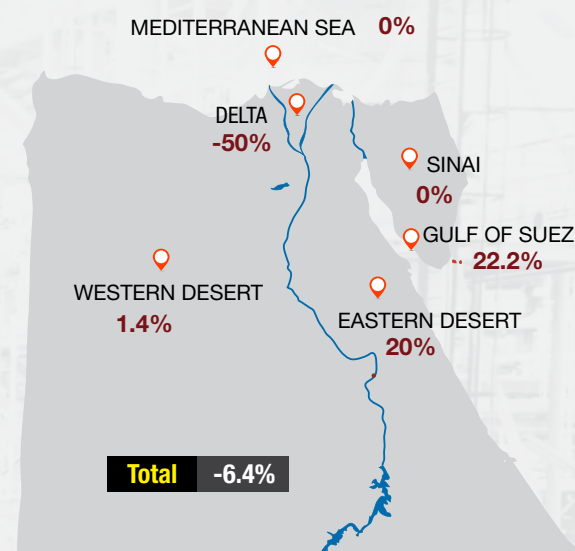 MEDITERRANEAN SEA 0%
DELTA
-50%
SINAI
0%
GULF OF SUEZ
22.2%
WESTERN DESERT
1.4%
EASTERN DESERT
20%
Total -6.4%